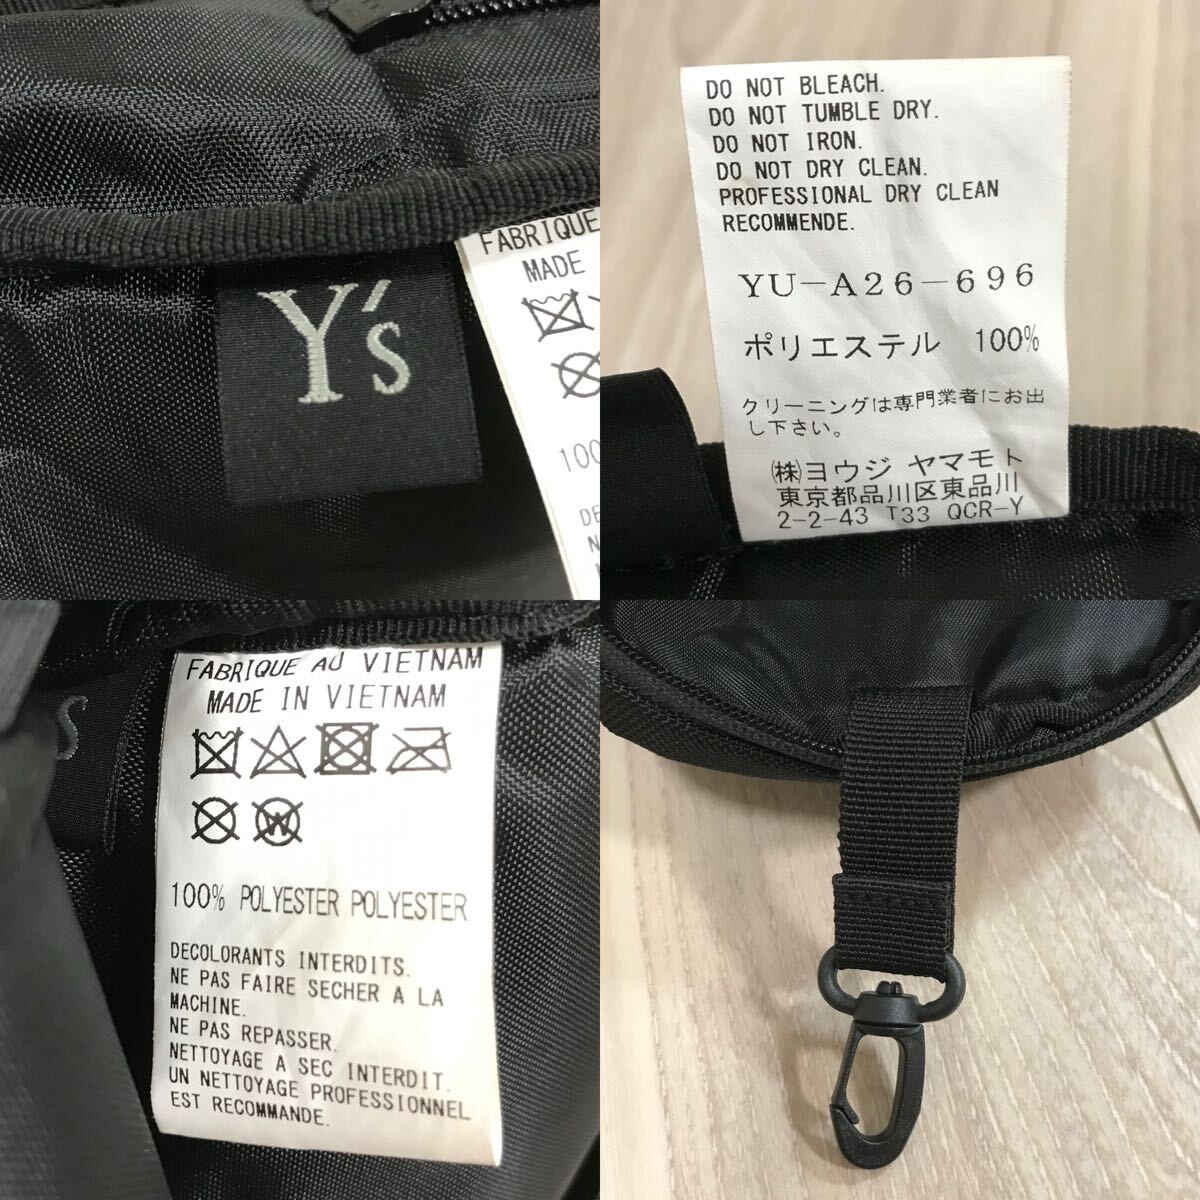 Y's
FABRIQUE
MADE
100
DE
N
DO NOT BLEACH.
DO NOT TUMBLE DRY.
DO NOT IRON.
DO NOT DRY CLEAN.
PROFESSIONAL DRY CLEAN
RECOMMENDE.
YU-A26-696
ポリエステル 100%
クリーニングは専門業者にお出
し下さい。
㈱ヨウジ ヤマモト
東京都品川区東品川
2-2-43 T33 QCR-Y
s
FABRIQUE AU VIETNAM
MADE IN VIETNAM
W
100% POLYESTER POLYESTER
DECOLORANTS INTERDITS.
NE PAS FAIRE SECHER A LA
MACHINE.
NE PAS REPASSER.
NETTOYAGE A SEC INTERDIT.
UN NETTOYAGE PROFESSIONNEL
EST RECOMMANDE.